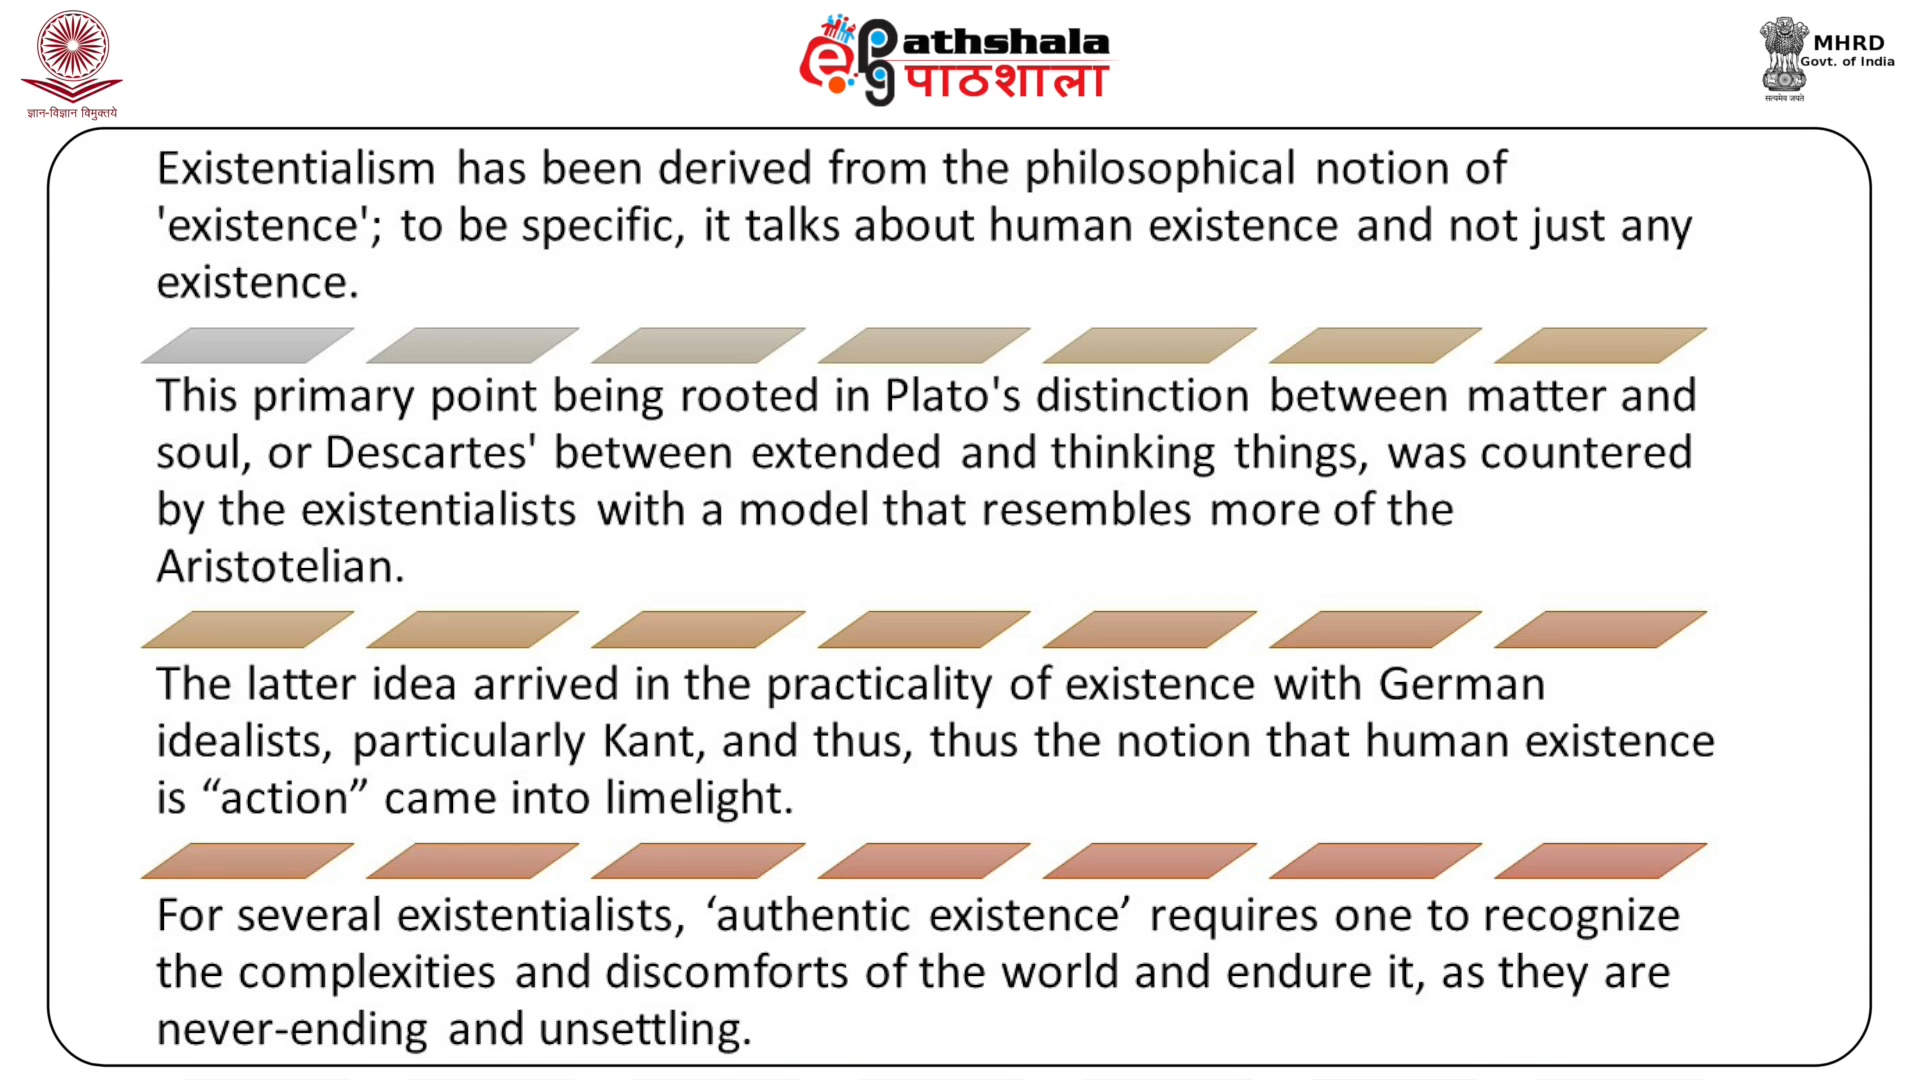 ज्ञान-विज्ञान विमुक्तये
e
PG
athshala
पाठशाला
MHRD
Govt. of India
सत्यमेव जयते
Existentialism has been derived from the philosophical notion of
'existence'; to be specific, it talks about human existence and not just any
existence.
This primary point being rooted in Plato's distinction between matter and
soul, or Descartes' between extended and thinking things, was countered
by the existentialists with a model that resembles more of the
Aristotelian.
The latter idea arrived in the practicality of existence with German
idealists, particularly Kant, and thus, thus the notion that human existence
is “action” came into limelight.
For several existentialists, ‘authentic existence’ requires one to recognize
the complexities and discomforts of the world and endure it, as they are
never-ending and unsettling.